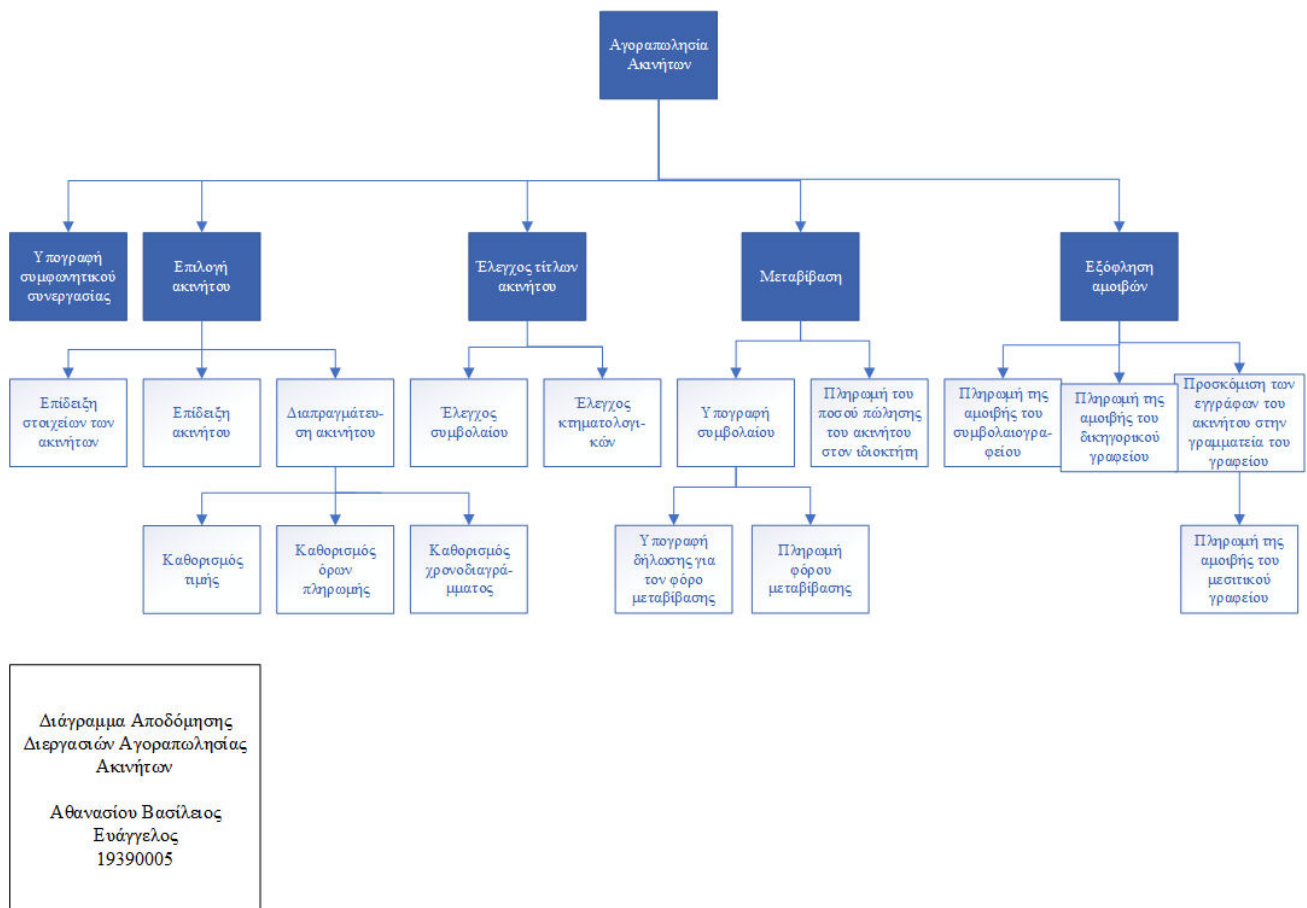 Αγοραπωλησία
Ακινήτων
Υπογραφή
συμφωνητικού
συνεργασίας
Επιλογή
ακινήτου
Έλεγχος τίτλων
ακινήτου
Μεταβίβαση
Εξόφληση
αμοιβών
Επίδειξη
στοιχείων των
ακινήτων
Επίδειξη
ακινήτου
Διαπραγμάτευ-
ση ακινήτου
Έλεγχος
συμβολαίου
Έλεγχος
κτηματολογι-
κών
Υπογραφή
συμβολαίου
Πληρωμή του
ποσού πώλησης
του ακινήτου
στον ιδιοκτήτη
Πληρωμή της
αμοιβής του
συμβολαιογρα-
φείου
Πληρωμή της
αμοιβής του
δικηγορικού
γραφείου
Προσκόμιση των
εγγράφων του
ακινήτου στην
γραμματεία του
γραφείου
Καθορισμός
τιμής
Καθορισμός
όρων
πληρωμής
Καθορισμός
χρονοδιαγρά-
μματος
Υπογραφή
δήλωσης για
τον φόρο
μεταβίβασης
Πληρωμή
φόρου
μεταβίβασης
Πληρωμή της
αμοιβής του
μεσιτικού
γραφείου
Διάγραμμα Αποδόμησης
Διεργασιών Αγοραπωλησίας
Ακινήτων
Αθανασίου Βασίλειος
Ευάγγελος
19390005